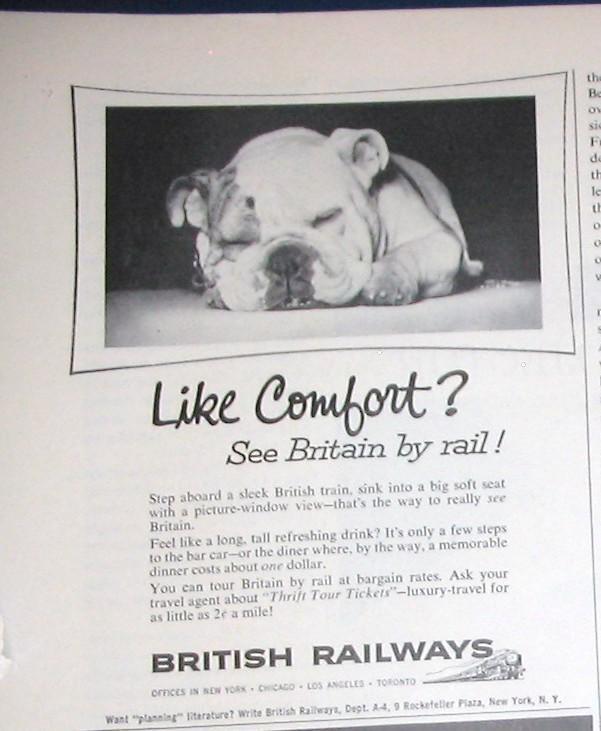 Like Comfort?
See Britain by rail!
Step aboard a sleek British train, sink into a big soft seat
with a picture-window view—that's the way to really see
Britain.
Feel like a long, tall refreshing drink? It's only a few steps
to the bar car—or the diner where, by the way, a memorable
dinner costs about one dollar.
You can tour Britain by rail at bargain rates. Ask your
travel agent about "Thrift Tour Tickets"—luxury-travel for
as little as 2¢ a mile!
BRITISH RAILWAYS
OFFICES IN NEW YORK • CHICAGO • LOS ANGELES • TORONTO
Want "planning" literature? Write British Railways, Dept. A-4, 9 Rockefeller Plaza, New York, N. Y.